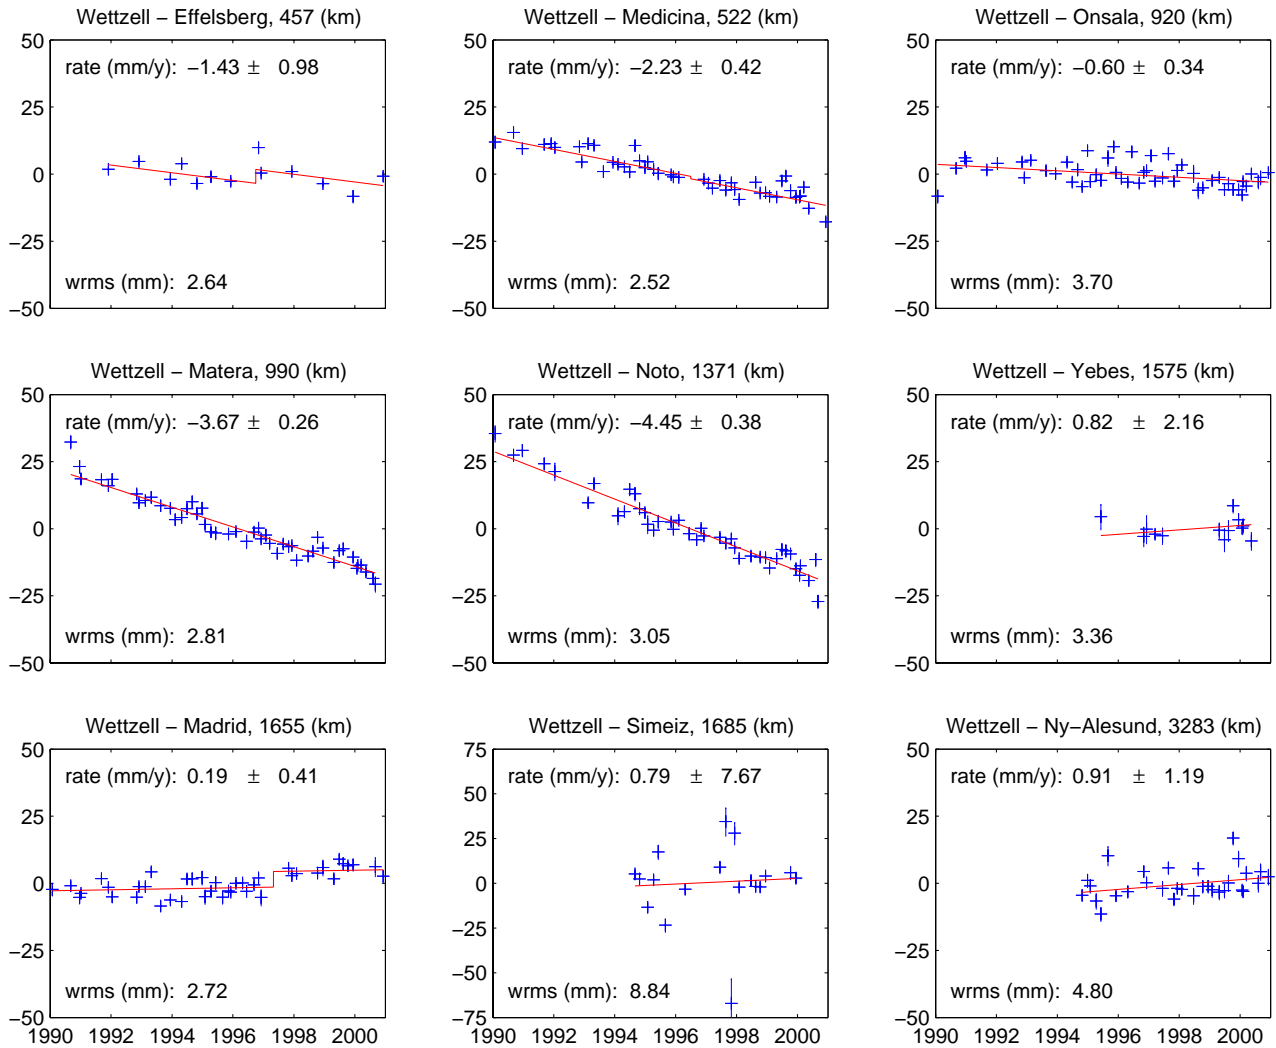 Wettzell − Effelsberg, 457 (km)
50
25
0
−25
−50
rate (mm/y): −1.43 ± 0.98
wrms (mm): 2.64
Wettzell − Medicina, 522 (km)
50
25
0
−25
−50
rate (mm/y): −2.23 ± 0.42
wrms (mm): 2.52
Wettzell − Onsala, 920 (km)
50
25
0
−25
−50
rate (mm/y): −0.60 ± 0.34
wrms (mm): 3.70
Wettzell − Matera, 990 (km)
50
25
0
−25
−50
rate (mm/y): −3.67 ± 0.26
wrms (mm): 2.81
Wettzell − Noto, 1371 (km)
50
25
0
−25
−50
rate (mm/y): −4.45 ± 0.38
wrms (mm): 3.05
Wettzell − Yebes, 1575 (km)
50
25
0
−25
−50
rate (mm/y): 0.82 ± 2.16
wrms (mm): 3.36
Wettzell − Madrid, 1655 (km)
50
25
0
−25
−50
rate (mm/y): 0.19 ± 0.41
wrms (mm): 2.72
1990 1992 1994 1996 1998 2000
Wettzell − Simeiz, 1685 (km)
75
50
25
0
−25
−50
−75
rate (mm/y): 0.79 ± 7.67
wrms (mm): 8.84
1990 1992 1994 1996 1998 2000
Wettzell − Ny−Alesund, 3283 (km)
50
25
0
−25
−50
rate (mm/y): 0.91 ± 1.19
wrms (mm): 4.80
1990 1992 1994 1996 1998 2000